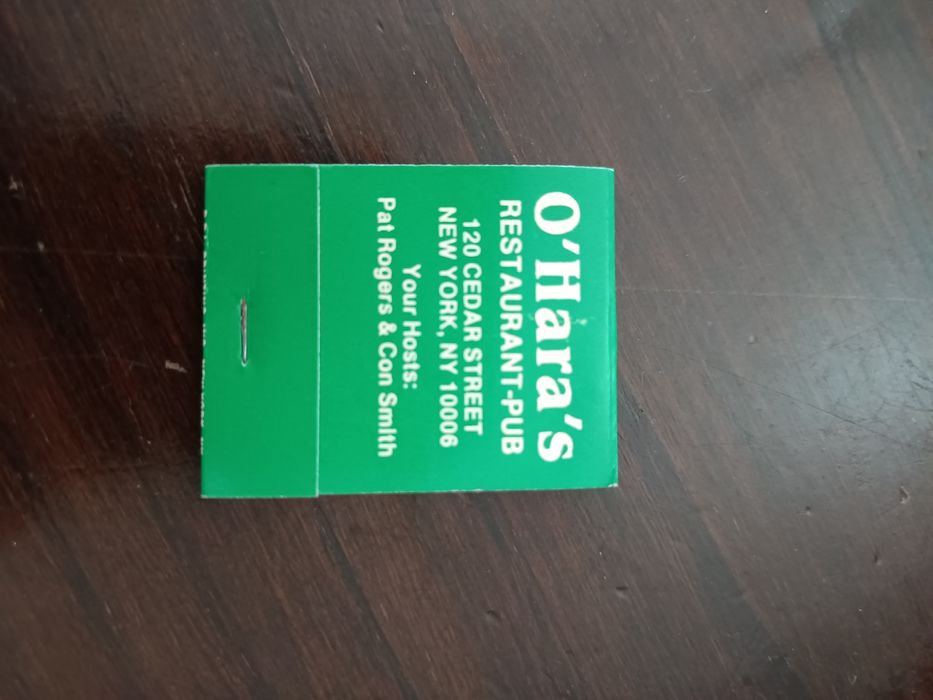 O'Hara's
RESTAURANT-PUB
120 CEDAR STREET
NEW YORK, NY 10006
Your Hosts:
Pat Rogers & Con Smith